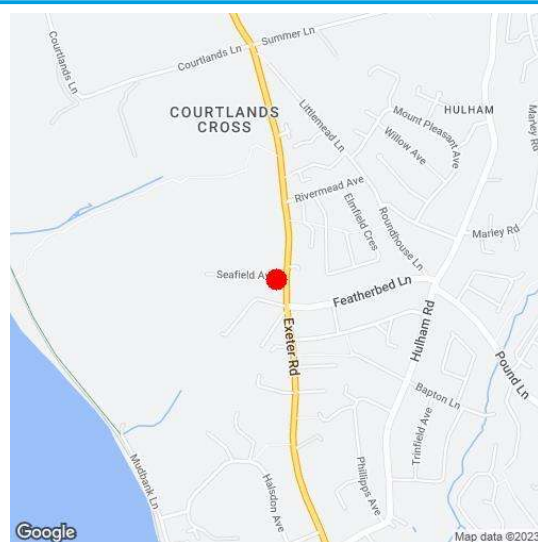 Summer Ln
Courtlands Ln
Courtlands Ln
COURTLANDS
CROSS
HULHAM
Marley Rd
Littlemead Ln
Mount Pleasant Ave
Willow Ave
Rivermead Ave
Elmfield Cres
Roundhouse Ln
Marley Rd
Seafield A
Featherbed Ln
Exeter Rd
Hulham Rd
Pound Ln
Bapton Ln
Trinfield Ave
Phillipps Ave
Halsdon Ave
Mudbank Ln
Google
Map data ©2023